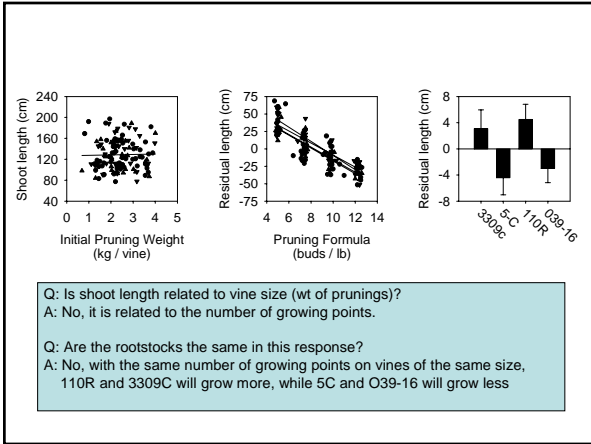 240
200
160
120
80
40
Shoot length (cm)
0 1 2 3 4 5
Initial Pruning Weight
(kg / vine)
75
50
25
0
-25
-50
-75
Residual length (cm)
4 6 8 10 12 14
Pruning Formula
(buds / lb)
8
4
0
-4
-8
Residual length (cm)
3309c
5-C
110R
039-16
Q: Is shoot length related to vine size (wt of prunings)?
A: No, it is related to the number of growing points.
Q: Are the rootstocks the same in this response?
A: No, with the same number of growing points on vines of the same size,
110R and 3309C will grow more, while 5C and O39-16 will grow less